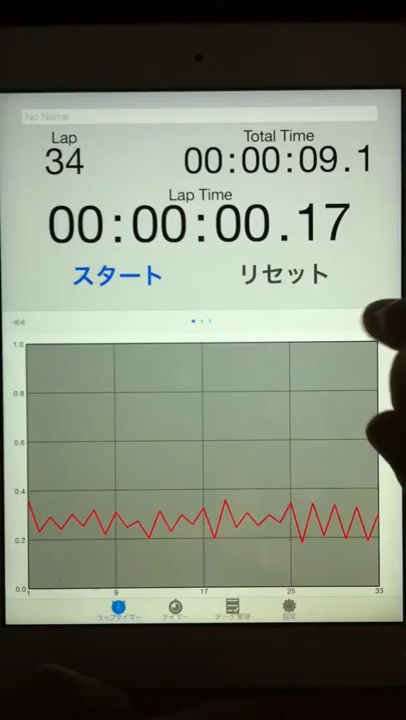 No Name
Lap
Total Time
34
00:00:09.1
Lap Time
00:00:00.17
スタート
リセット
1.0
0.8
0.6
0.4
0.2
0.0
1
9
17
25
33
ラップタイマー
タイマー
データ管理
設定